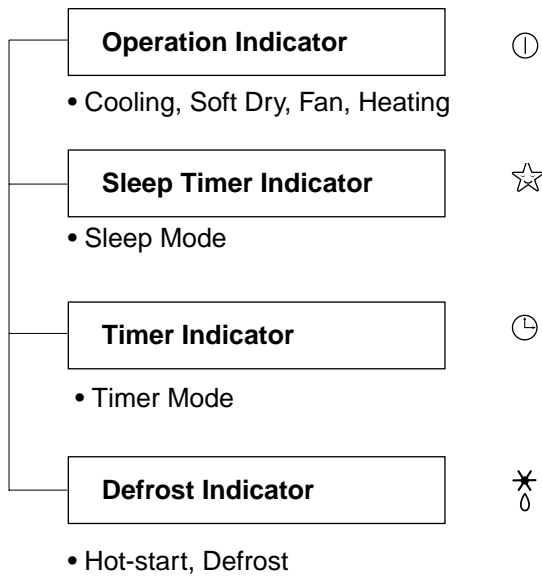 Operation Indicator
• Cooling, Soft Dry, Fan, Heating
Sleep Timer Indicator
• Sleep Mode
Timer Indicator
• Timer Mode
Defrost Indicator
• Hot-start, Defrost